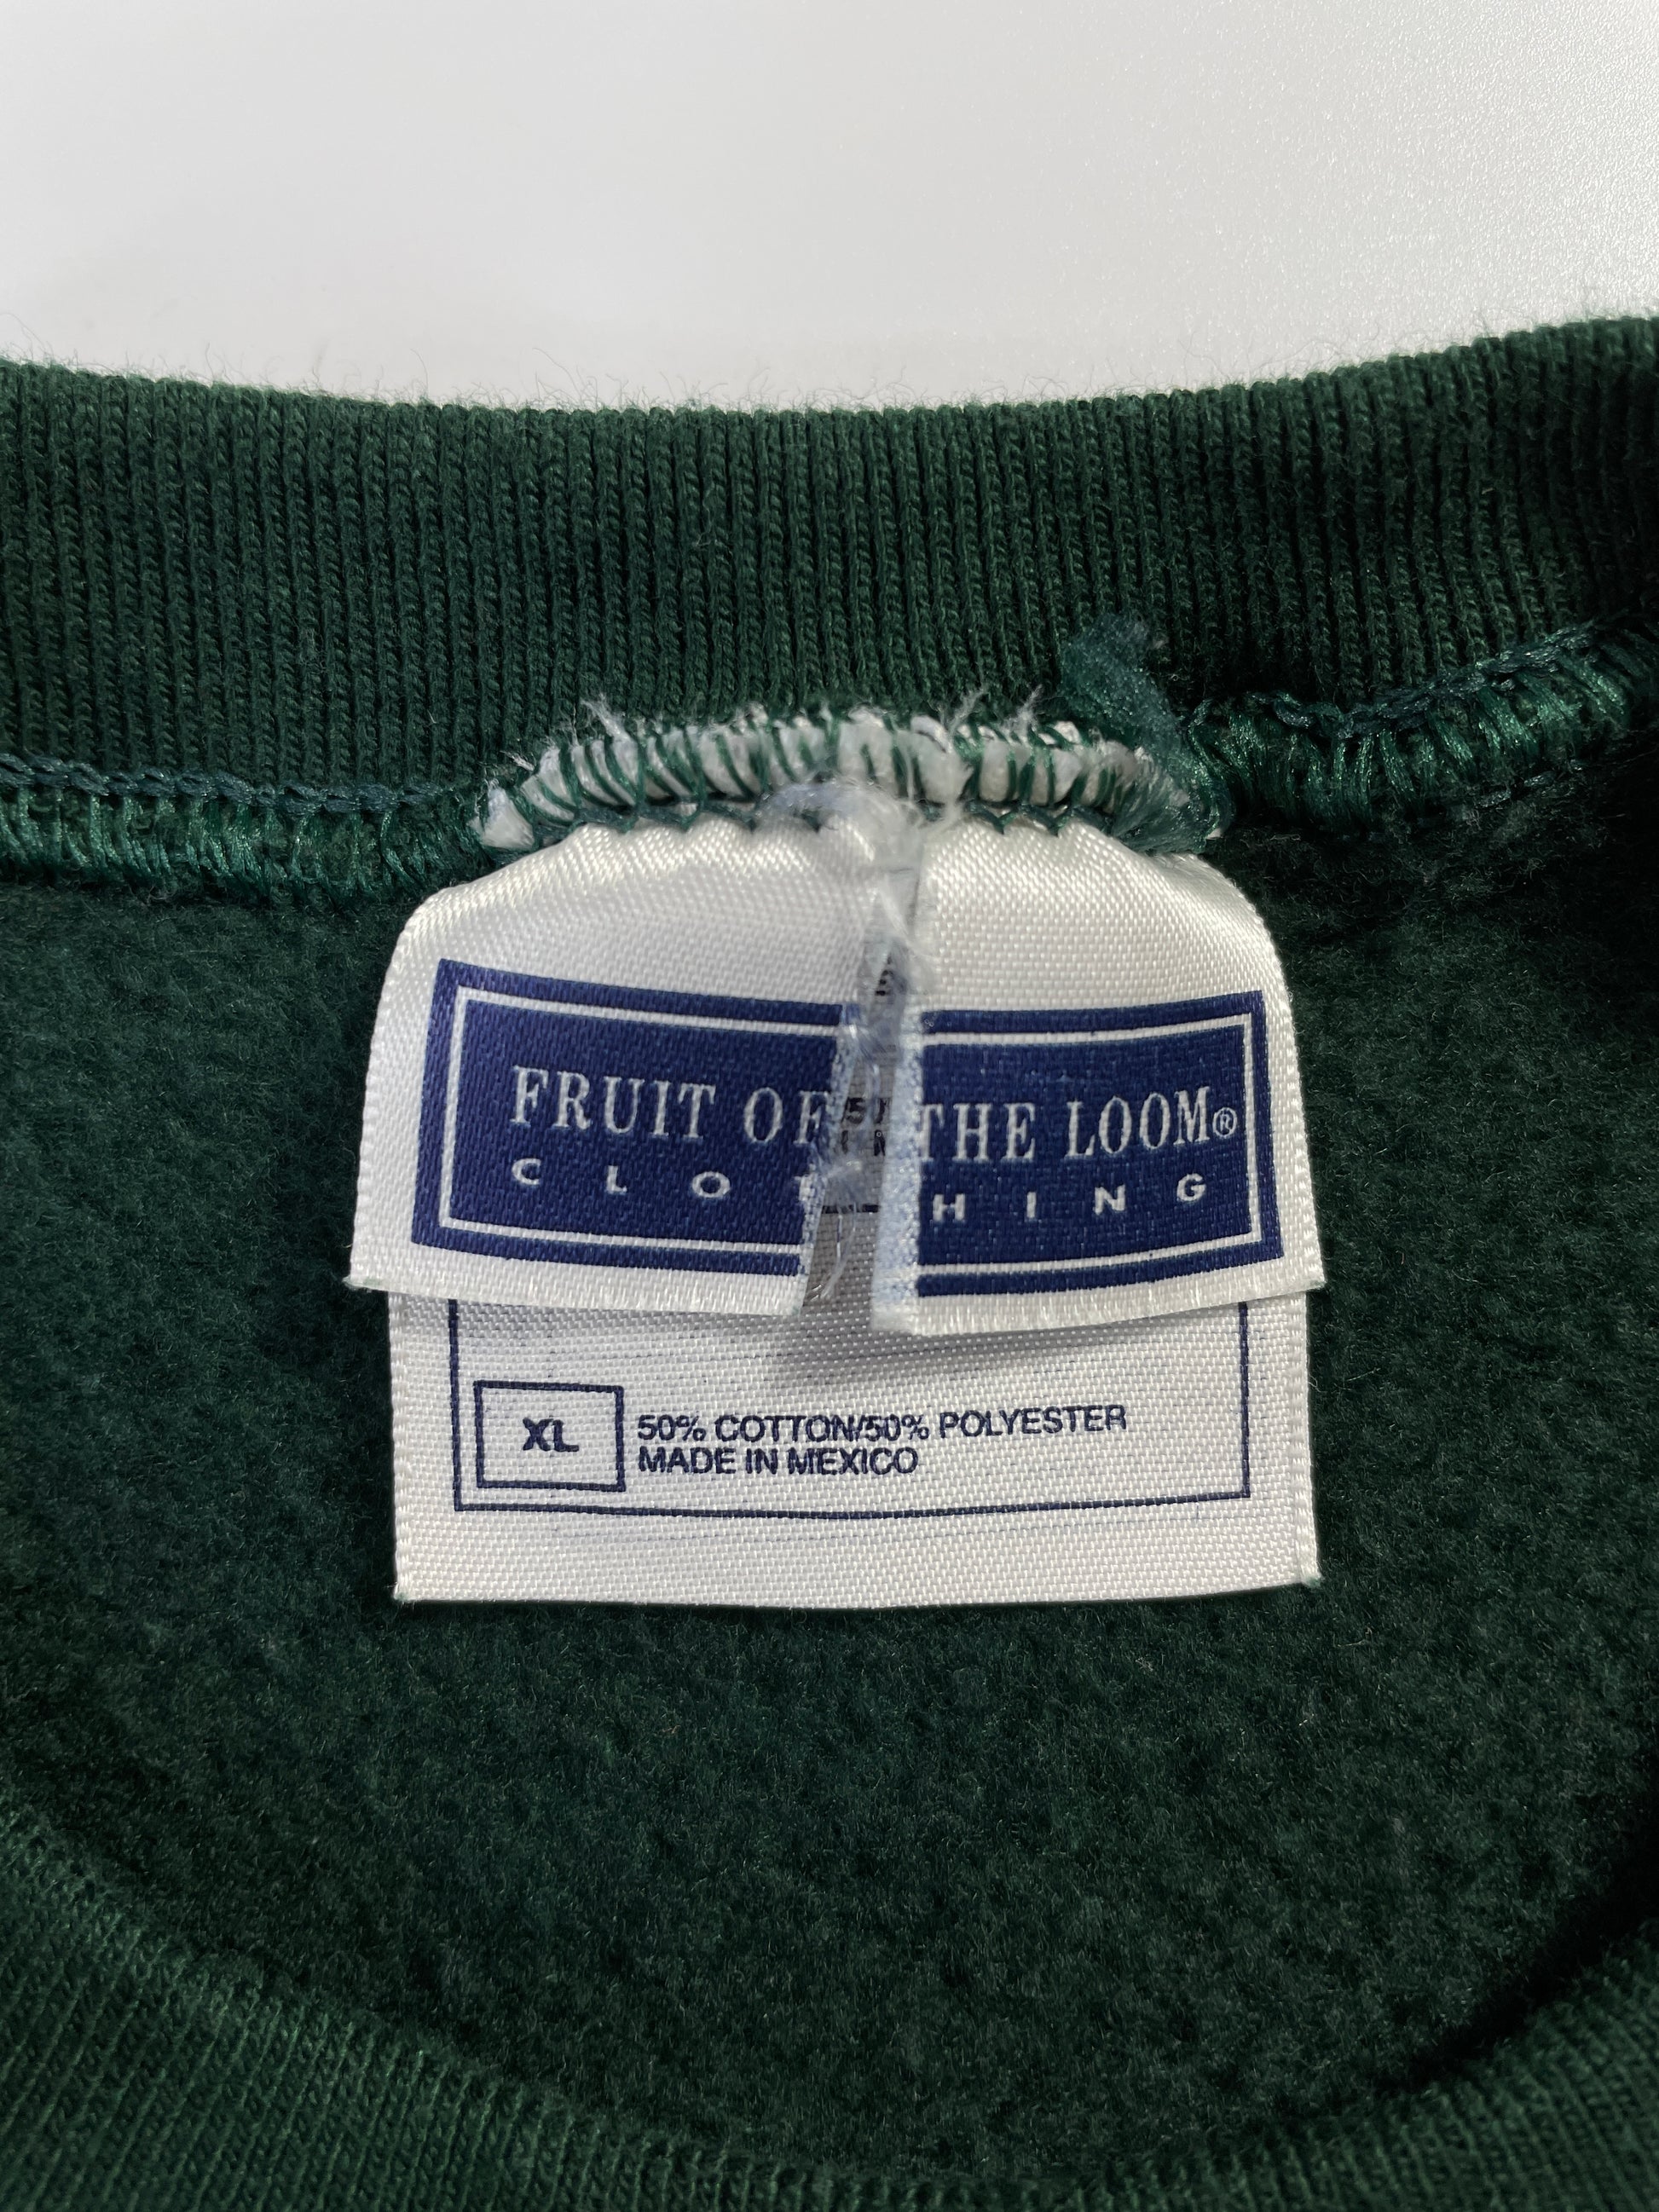 FRUIT OF THE LOOM®
CLOTHING
XL
50% COTTON/50% POLYESTER
MADE IN MEXICO